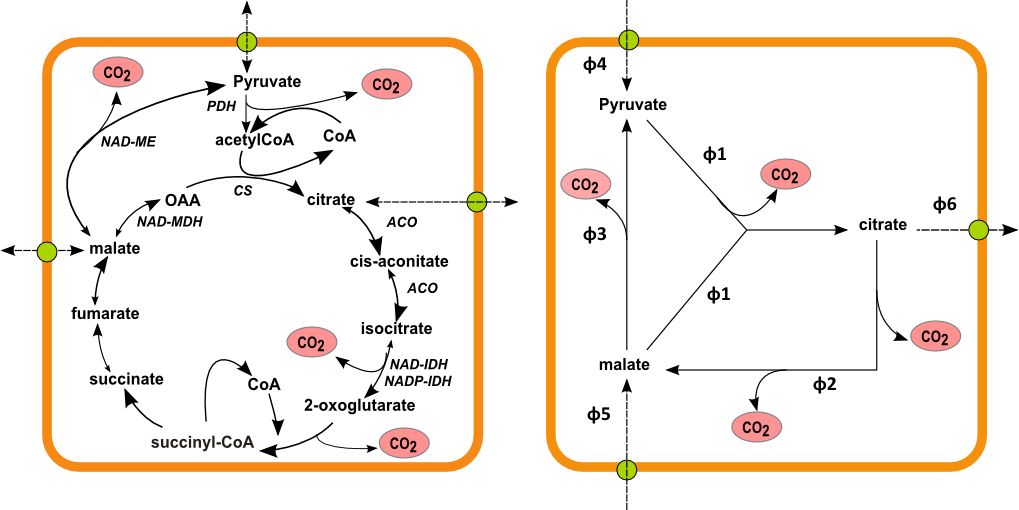 CO2
Pyruvate
CO2
PDH
NAD-ME
acetylCoA
CoA
OAA
CS
citrate
NAD-MDH
ACO
malate
cis-aconitate
ACO
fumarate
isocitrate
CO2
NAD-IDH
NADP-IDH
succinate
CoA
2-oxoglutarate
succinyl-CoA
CO2
ϕ4
Pyruvate
ϕ1
CO2
CO2
ϕ6
citrate
ϕ3
ϕ1
CO2
malate
ϕ2
ϕ5
CO2